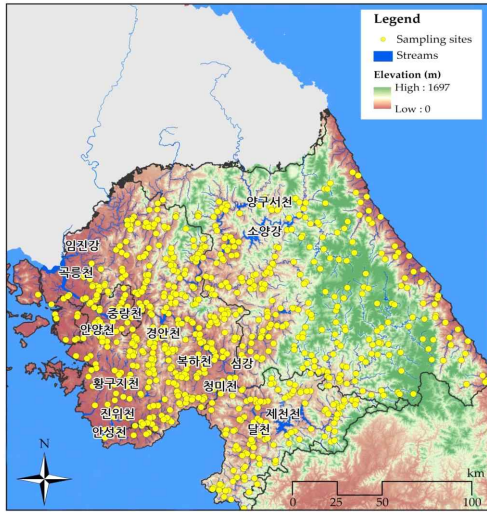 Legend
Sampling sites
Streams
Elevation (m)
High : 1697
Low : 0
양구서천
소양강
임진강
곡릉천
중랑천
안양천
경안천
복하천
섬강
황구지천
청미천
진위천
제천천
안성천
달천
N
km
0 25 50 100